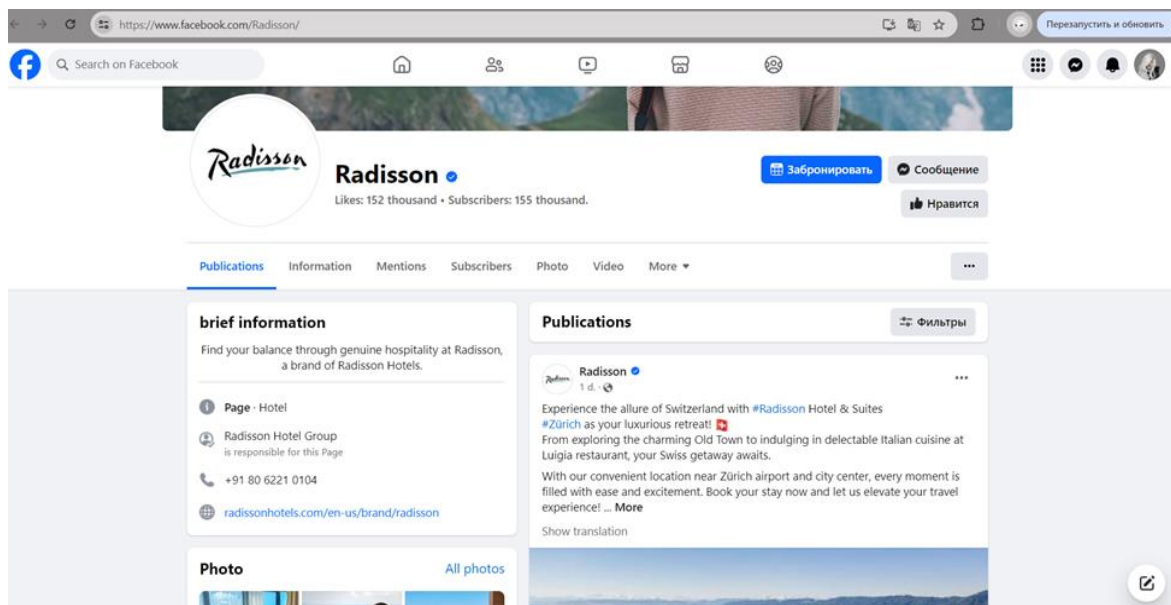 https://www.facebook.com/Radisson/
Перезапустить и обновить
Search on Facebook
Radisson
Radisson
Likes: 152 thousand • Subscribers: 155 thousand.
Забронировать
Сообщение
Нравится
Publications Information Mentions Subscribers Photo Video More
brief information
Find your balance through genuine hospitality at Radisson,
a brand of Radisson Hotels.
Page · Hotel
Radisson Hotel Group
is responsible for this Page
+91 80 6221 0104
radissonhotels.com/en-us/brand/radisson
Photo All photos
Publications
Фильтры
Radisson
Radisson
1 d. ·
Experience the allure of Switzerland with #Radisson Hotel & Suites
#Zürich as your luxurious retreat! 🇨🇭
From exploring the charming Old Town to indulging in delectable Italian cuisine at
Luigia restaurant, your Swiss getaway awaits.
With our convenient location near Zürich airport and city center, every moment is
filled with ease and excitement. Book your stay now and let us elevate your travel
experience! ... More
Show translation